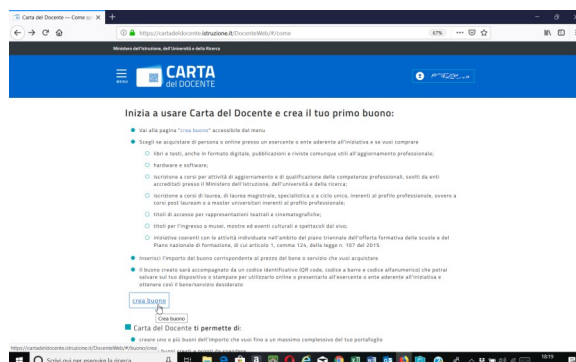 Carta del Docente — Come sp
https://cartadeldocente.istruzione.it/DocenteWeb/#/come
67%
Ministero dell'Istruzione, dell'Università e della Ricerca
MENU
CARTA
del DOCENTE
Inizia a usare Carta del Docente e crea il tuo primo buono:
Vai alla pagina "crea buono" accessibile dal menu
Scegli se acquistare di persona o online presso un esercente o ente aderente all'iniziativa e se vuoi comprare
libri e testi, anche in formato digitale, pubblicazioni e riviste comunque utili all'aggiornamento professionale;
hardware e software;
iscrizione a corsi per attività di aggiornamento e di qualificazione delle competenze professionali, svolti da enti
accreditati presso il Ministero dell'istruzione, dell'università e della ricerca;
iscrizione a corsi di laurea, di laurea magistrale, specialistica o a ciclo unico, inerenti al profilo professionale, ovvero a
corsi post lauream o a master universitari inerenti al profilo professionale;
titoli di accesso per rappresentazioni teatrali e cinematografiche;
titoli per l'ingresso a musei, mostre ed eventi culturali e spettacoli dal vivo;
iniziative coerenti con le attività individuate nell'ambito del piano triennale dell'offerta formativa delle scuole e del
Piano nazionale di formazione, di cui articolo 1, comma 124, della legge n. 107 del 2015.
Inserisci l'importo del buono corrispondente al prezzo del bene o servizio che vuoi acquistare
Il buono creato sarà accompagnato da un codice identificativo (QR code, codice a barre e codice alfanumerico) che potrai
salvare sul tuo dispositivo o stampare per utilizzarlo online o presentarlo all'esercente o ente aderente all'iniziativa e
ottenere così il bene/servizio desiderato
crea buono
Crea buono
Carta del Docente ti permette di:
creare uno o più buoni dell'importo che vuoi fino a un massimo complessivo del tuo portafoglio
https://cartadeldocente.istruzione.it/DocenteWeb/#/buono/crea
buoni creati e pronti da spendere
Scrivi qui per eseguire la ricerca
18:19